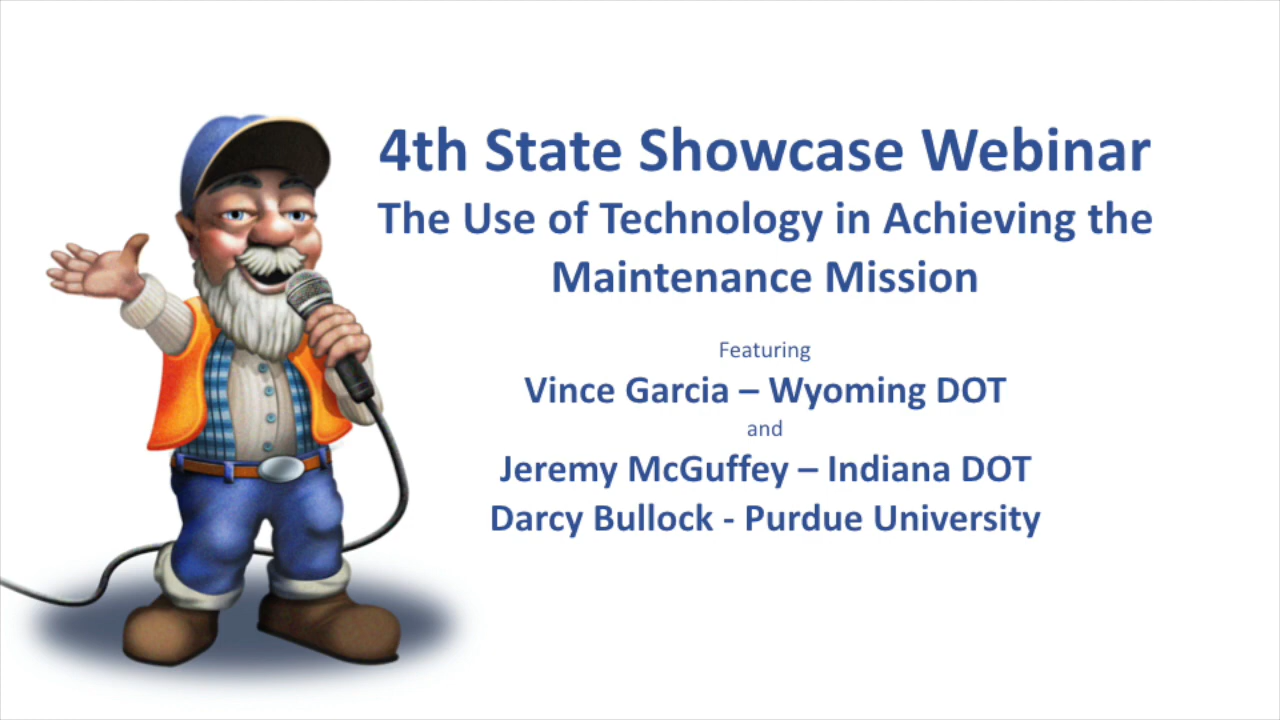 4th State Showcase Webinar
The Use of Technology in Achieving the
Maintenance Mission
Featuring
Vince Garcia – Wyoming DOT
and
Jeremy McGuffey – Indiana DOT
Darcy Bullock - Purdue University